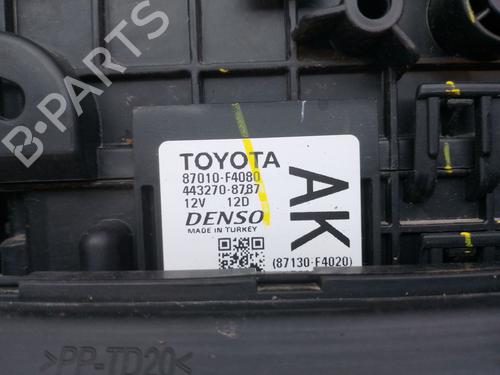 B-PARTS
TOYOTA
87010-F4080
443270-8787
12V 12D
DENSO
MADE IN TURKEY
AK
(87130-F4020)
>PP-TD20<